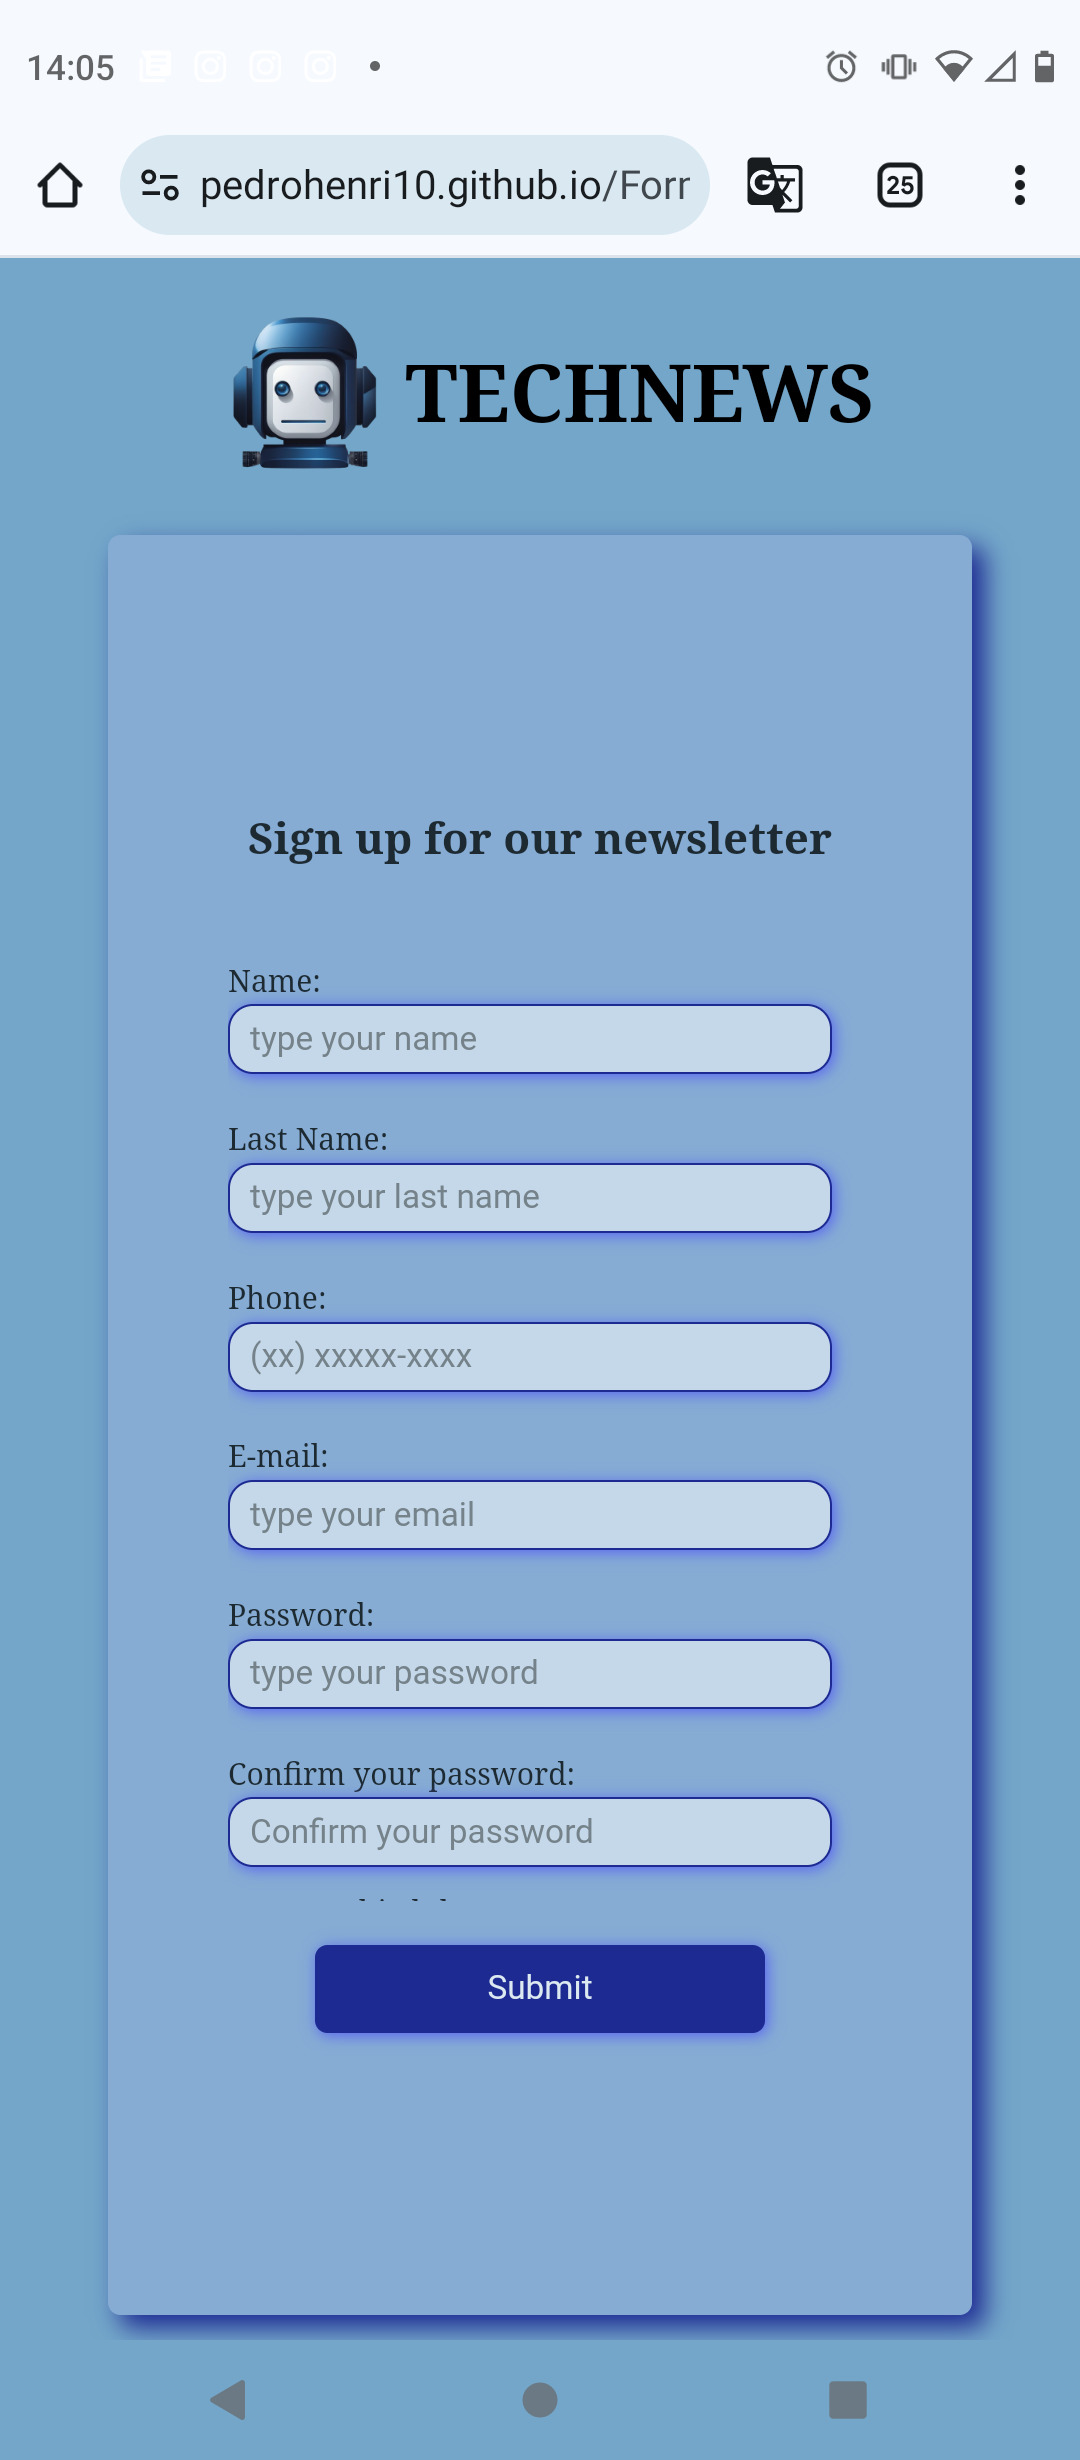 14:05
pedrohenri10.github.io/Forr
25
TECHNEWS
Sign up for our newsletter
Name:
type your name
Last Name:
type your last name
Phone:
(xx) xxxxx-xxxx
E-mail:
type your email
Password:
type your password
Confirm your password:
Confirm your password
Submit